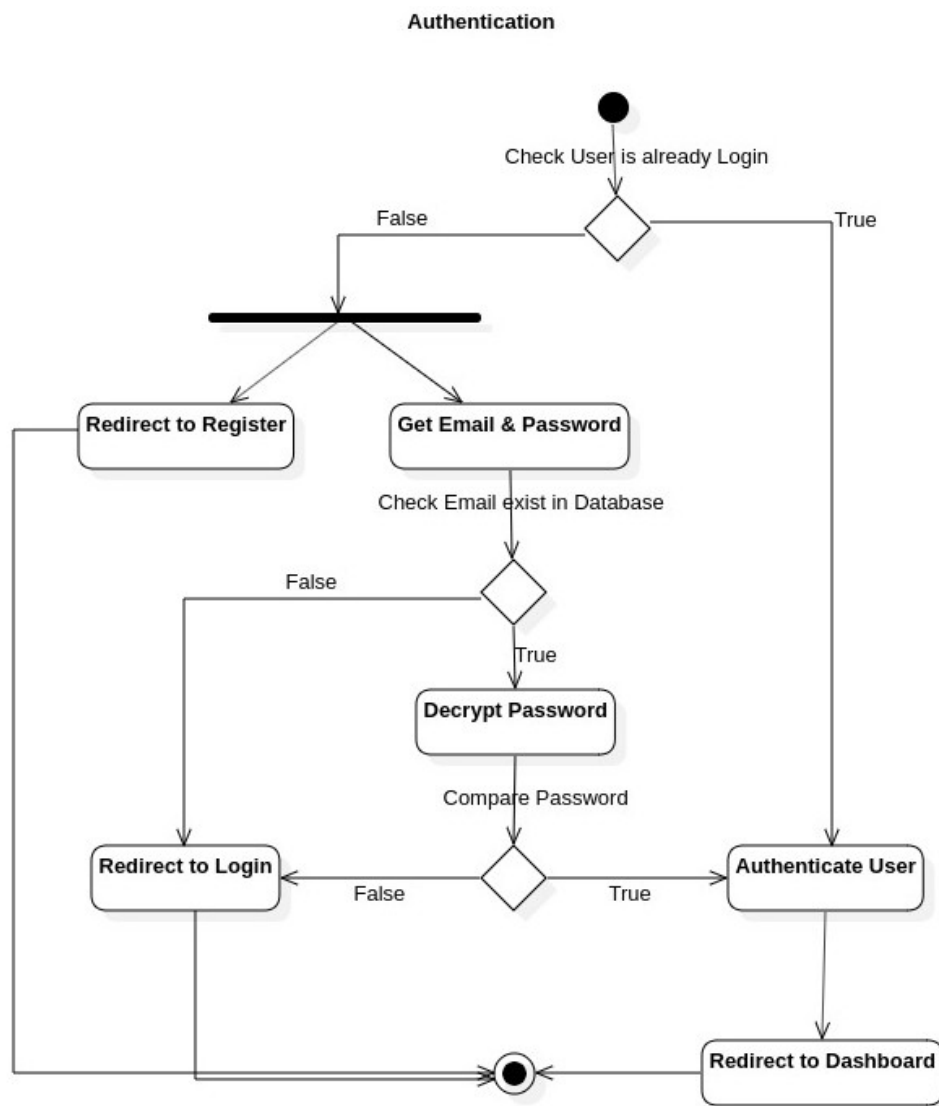 Authentication
Check User is already Login
False
True
Redirect to Register
Get Email & Password
Check Email exist in Database
False
True
Decrypt Password
Compare Password
Redirect to Login
False
True
Authenticate User
Redirect to Dashboard